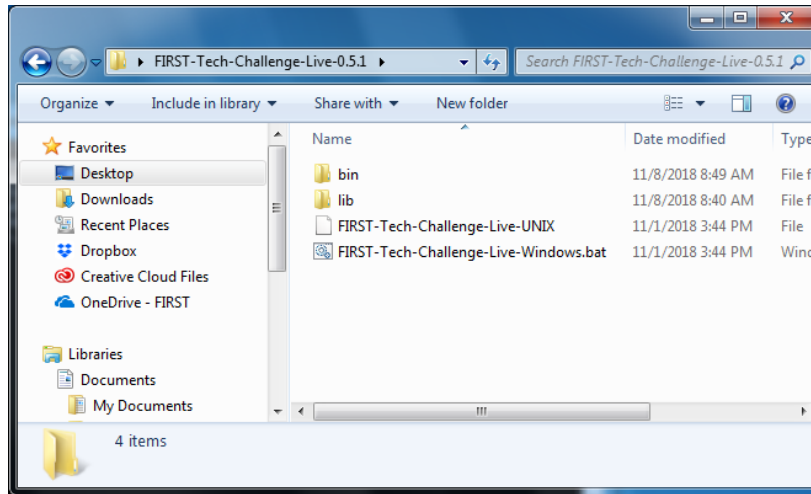 FIRST-Tech-Challenge-Live-0.5.1
Search FIRST-Tech-Challenge-Live-0.5.1
Organize Include in library Share with New folder
Favorites
Desktop
Downloads
Recent Places
Dropbox
Creative Cloud Files
OneDrive - FIRST
Libraries
Documents
My Documents
Name Date modified Type
bin 11/8/2018 8:49 AM File f
lib 11/8/2018 8:40 AM File f
FIRST-Tech-Challenge-Live-UNIX 11/1/2018 3:44 PM File
FIRST-Tech-Challenge-Live-Windows.bat 11/1/2018 3:44 PM Wind
4 items